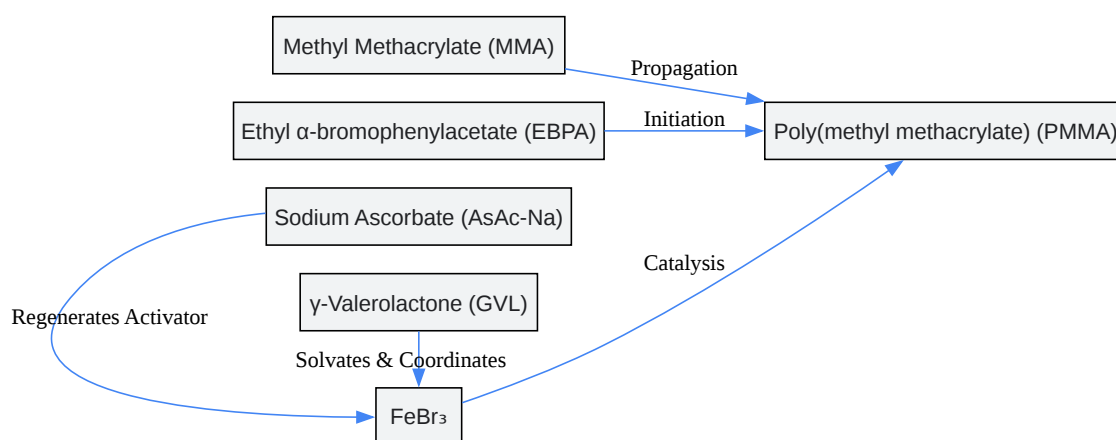 Methyl Methacrylate (MMA)
Propagation
Ethyl α-bromophenylacetate (EBPA)
Initiation
Poly(methyl methacrylate) (PMMA)
Sodium Ascorbate (AsAc-Na)
Catalysis
γ-Valerolactone (GVL)
Regenerates Activator
Solvates & Coordinates
FeBr₃